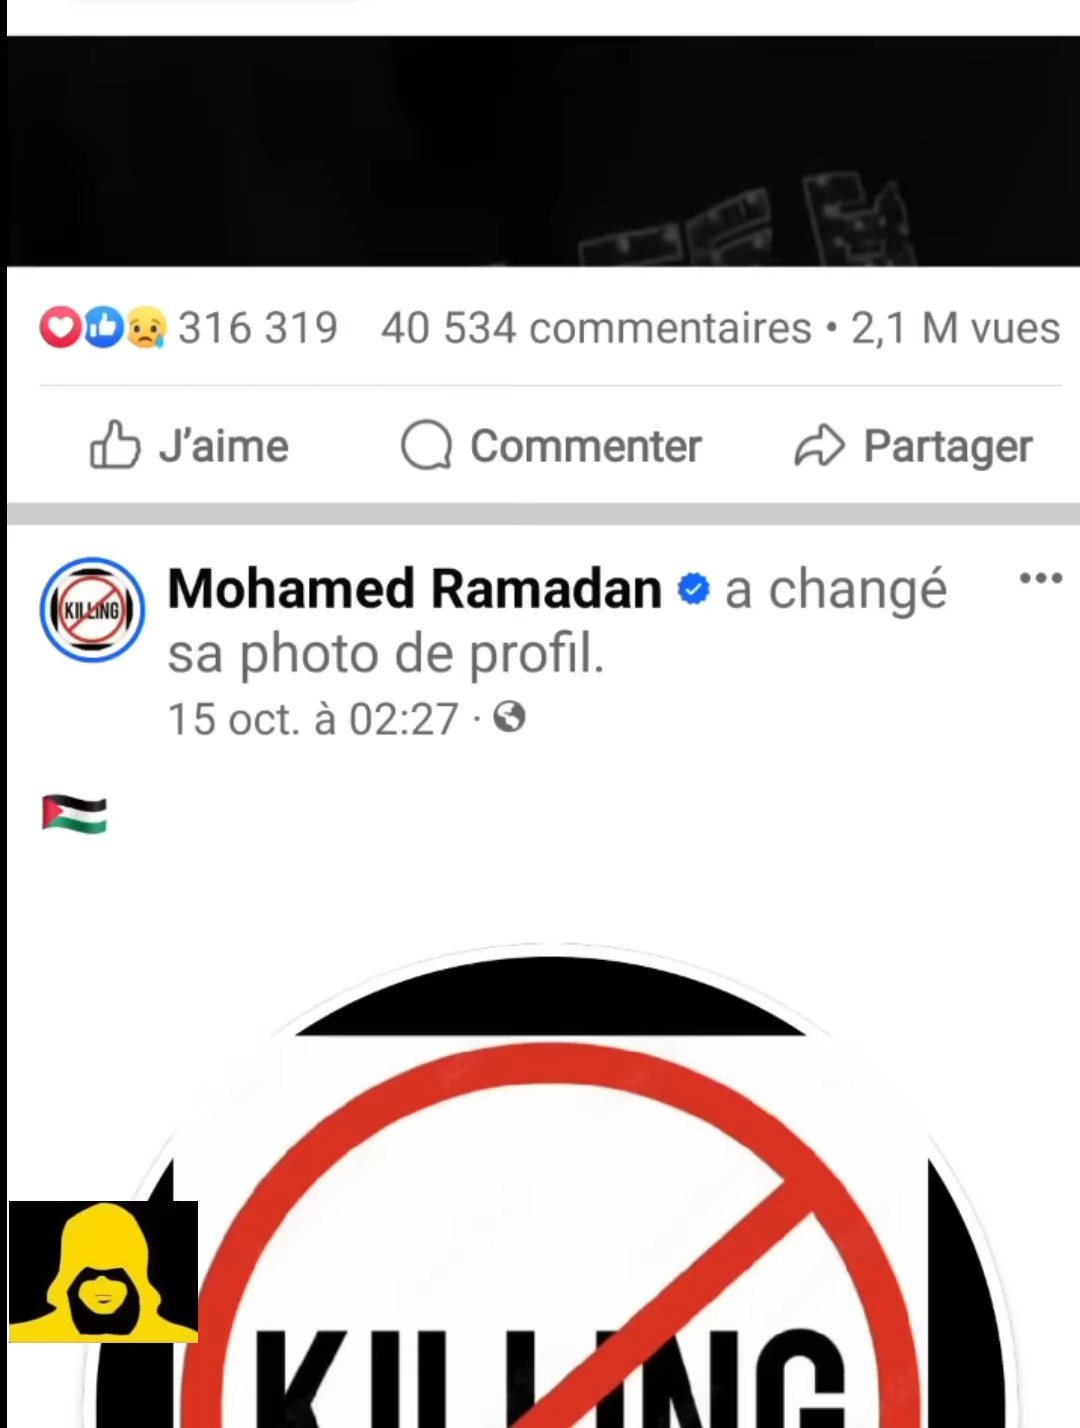 316 319 40 534 commentaires • 2,1 M vues
J’aime Commenter Partager
KILLING
Mohamed Ramadan a changé
sa photo de profil.
15 oct. à 02:27 ·
KILLING